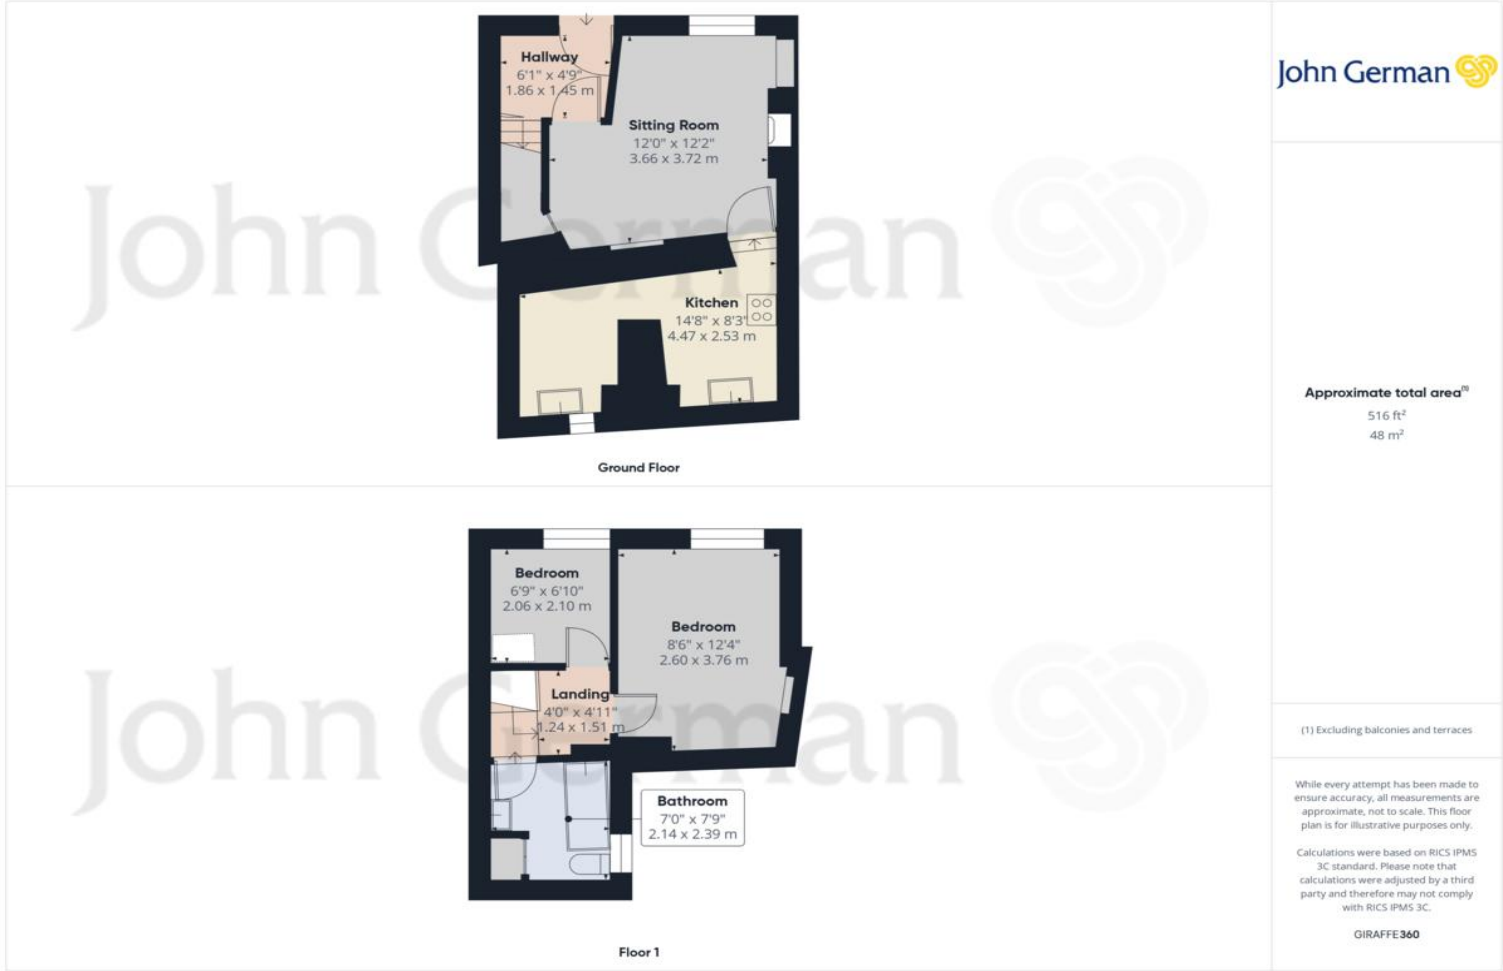 Hallway
6'1" x 4'9"
1.86 x 1.45 m
Sitting Room
12'0" x 12'2"
3.66 x 3.72 m
Kitchen
14'8" x 8'3"
4.47 x 2.53 m
John German
Ground Floor
John German
Approximate total area(1)
516 ft²
48 m²
Bedroom
6'9" x 6'10"
2.06 x 2.10 m
Bedroom
8'6" x 12'4"
2.60 x 3.76 m
Landing
4'0" x 4'11"
1.24 x 1.51 m
John German
Bathroom
7'0" x 7'9"
2.14 x 2.39 m
Floor 1
(1) Excluding balconies and terraces
While every attempt has been made to
ensure accuracy, all measurements are
approximate, not to scale. This floor
plan is for illustrative purposes only.
Calculations were based on RICS IPMS
3C standard. Please note that
calculations were adjusted by a third
party and therefore may not comply
with RICS IPMS 3C.
GIRAFFE360